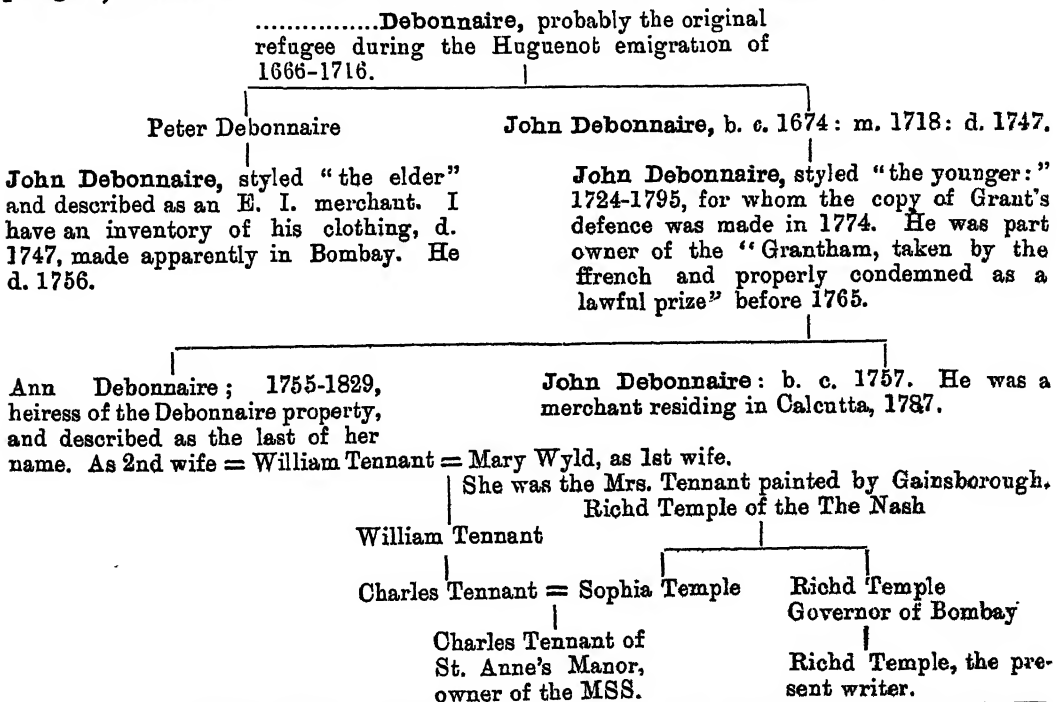 ...............Debonnaire, probably the original
refugee during the Huguenot emigration of
1666-1716.
Peter Debonnaire
John Debonnaire, b. c. 1674: m. 1718: d. 1747.
John Debonnaire, styled "the elder"
and described as an E. I. merchant. I
have an inventory of his clothing, d.
1747, made apparently in Bombay. He
d. 1756.
John Debonnaire, styled "the younger:"
1724-1795, for whom the copy of Grant's
defence was made in 1774. He was part
owner of the "Grantham, taken by the
ffrench and properly condemned as a
lawful prize" before 1765.
Ann Debonnaire; 1755-1829,
heiress of the Debonnaire property,
and described as the last of her
name. As 2nd wife = William Tennant = Mary Wyld, as 1st wife.
John Debonnaire: b. c. 1757. He was a
merchant residing in Calcutta, 1787.
She was the Mrs. Tennant painted by Gainsborough.
Richd Temple of the The Nash
William Tennant
Charles Tennant = Sophia Temple
Richd Temple
Governor of Bombay
Charles Tennant of
St. Anne's Manor,
owner of the MSS.
Richd Temple, the pre-
sent writer.